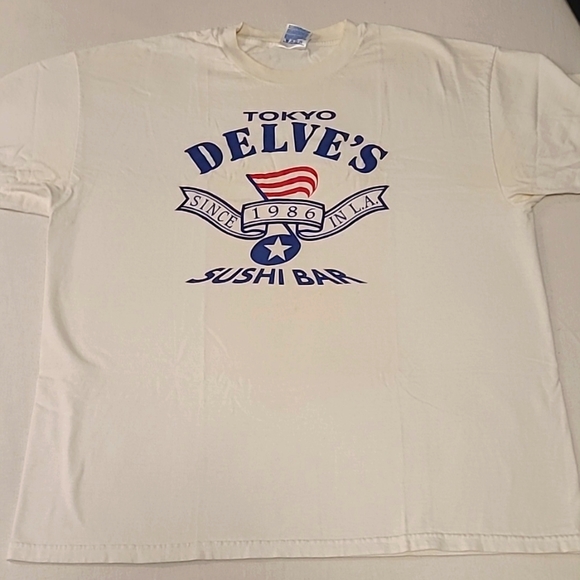 TOKYO
DELVE'S
SINCE 1986 IN L.A.
SUSHI BAR